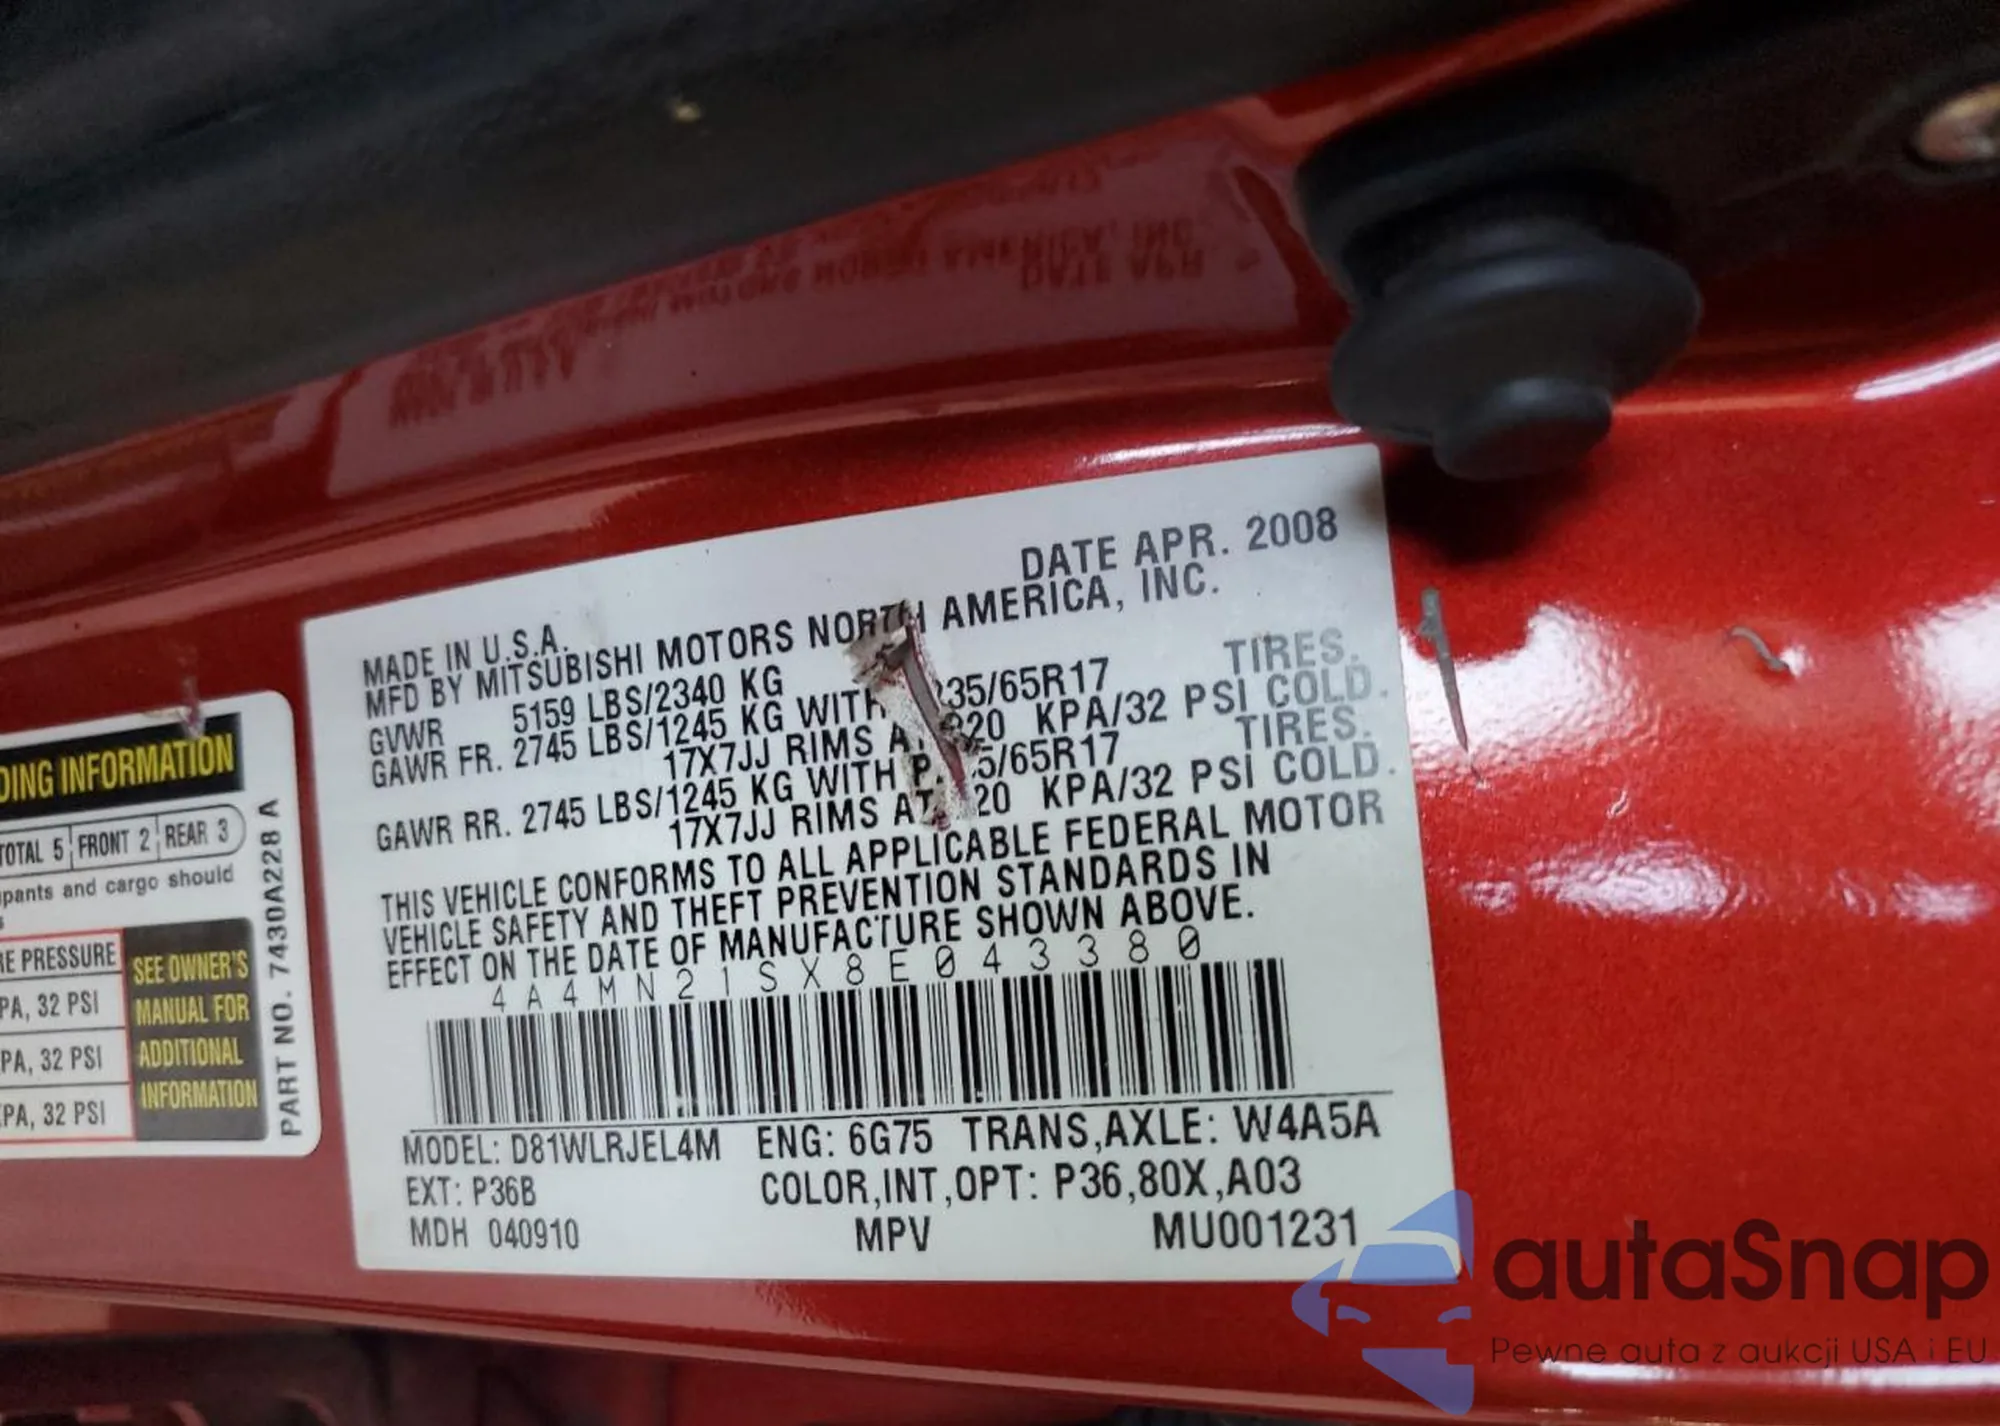 DATE APR. 2008
MADE IN U.S.A.
MFD BY MITSUBISHI MOTORS NORTH AMERICA, INC.
GVWR 5159 LBS/2340 KG
GAWR FR. 2745 LBS/1245 KG WITH 35/65R17 TIRES.
17X7JJ RIMS AT 220 KPA/32 PSI COLD.
GAWR RR. 2745 LBS/1245 KG WITH P 5/65R17 TIRES.
17X7JJ RIMS AT 20 KPA/32 PSI COLD.
THIS VEHICLE CONFORMS TO ALL APPLICABLE FEDERAL MOTOR
VEHICLE SAFETY AND THEFT PREVENTION STANDARDS IN
EFFECT ON THE DATE OF MANUFACTURE SHOWN ABOVE.
4A4MN21SX8E043380
MODEL: D81WLRJEL4M ENG: 6G75 TRANS,AXLE: W4A5A
EXT: P36B COLOR,INT,OPT: P36,80X,A03
MDH 040910 MPV MU001231
DING INFORMATION
TOTAL 5 FRONT 2 REAR 3
pants and cargo should
RE PRESSURE
PA, 32 PSI
PA, 32 PSI
PA, 32 PSI
SEE OWNER'S
MANUAL FOR
ADDITIONAL
INFORMATION
PART NO. 7430A228 A
autaSnap
Pewne auta z aukcji USA i EU